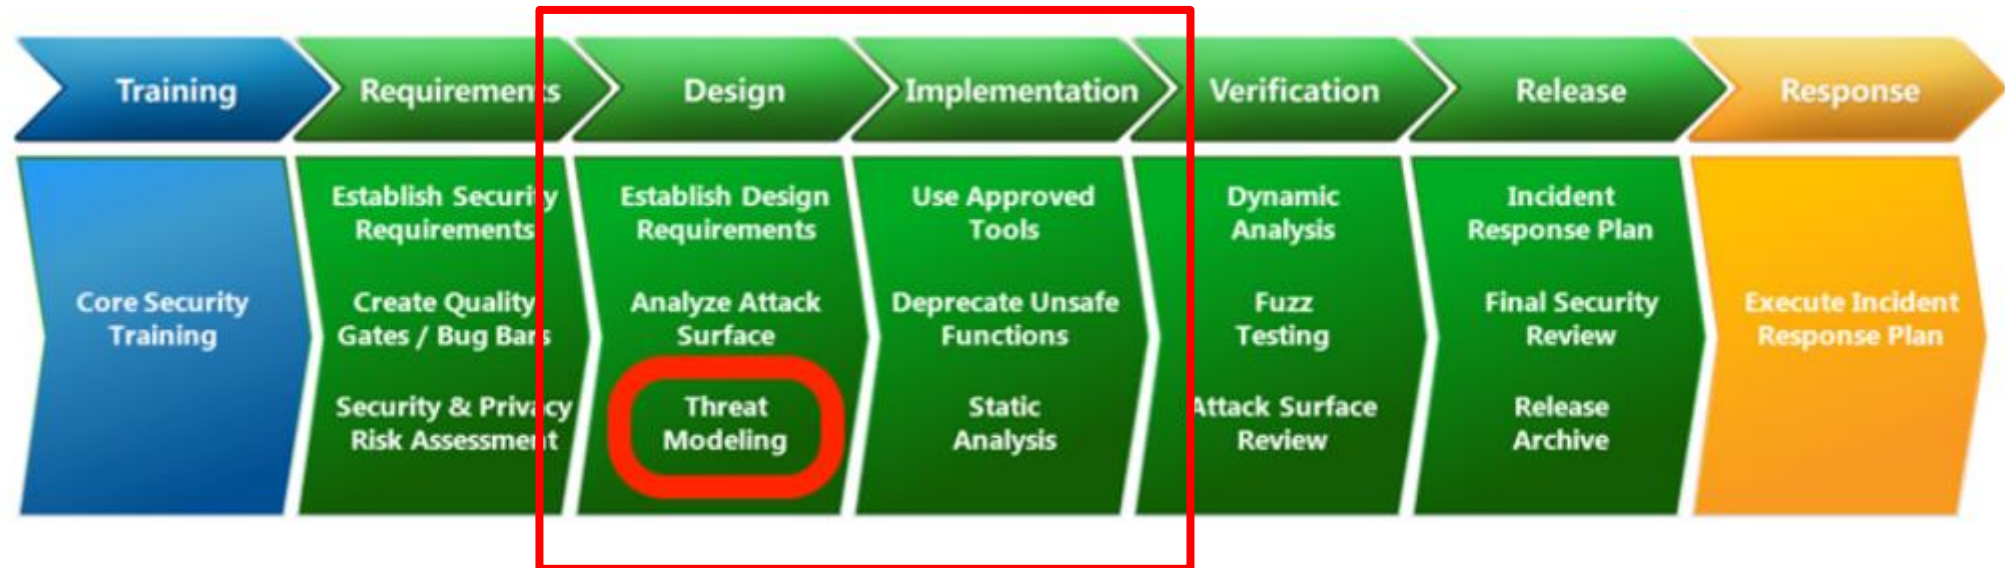 Training
Requirements
Design
Implementation
Verification
Release
Response
Core Security
Training
Establish Security
Requirements
Create Quality
Gates / Bug Bars
Security & Privacy
Risk Assessment
Establish Design
Requirements
Analyze Attack
Surface
Threat
Modeling
Use Approved
Tools
Deprecate Unsafe
Functions
Static
Analysis
Dynamic
Analysis
Fuzz
Testing
Attack Surface
Review
Incident
Response Plan
Final Security
Review
Release
Archive
Execute Incident
Response Plan